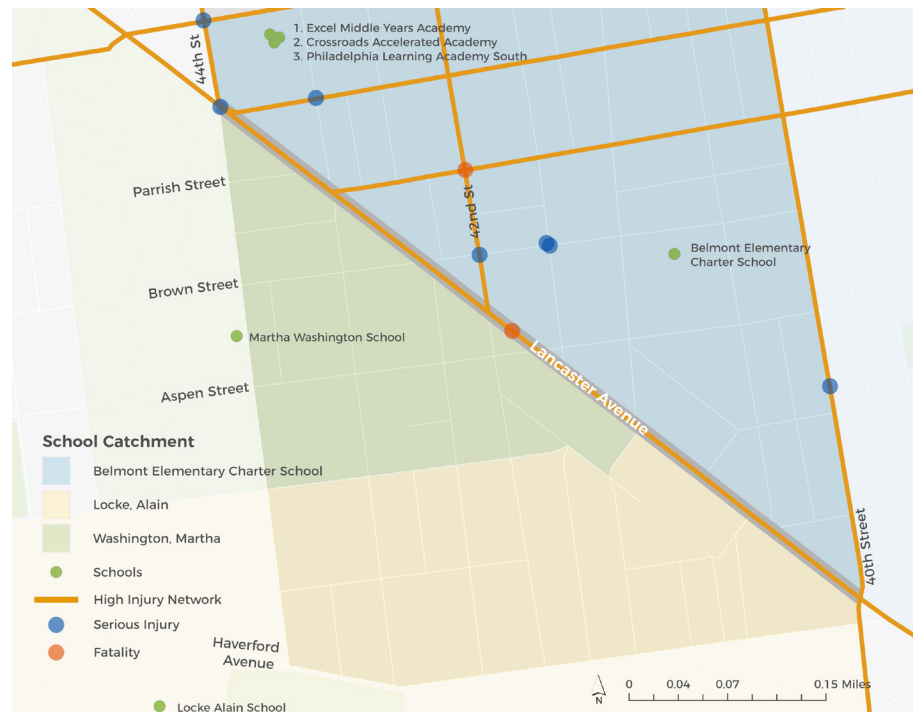 1. Excel Middle Years Academy
2. Crossroads Accelerated Academy
3. Philadelphia Learning Academy South
44th St
Parrish Street
42nd St
Belmont Elementary
Charter School
Brown Street
Martha Washington School
Lancaster Avenue
Aspen Street
School Catchment
Belmont Elementary Charter School
Locke, Alain
Washington, Martha
Schools
High Injury Network
Serious Injury
Fatality
40th Street
Haverford
Avenue
N
0 0.04 0.07 0.15 Miles
Locke Alain School